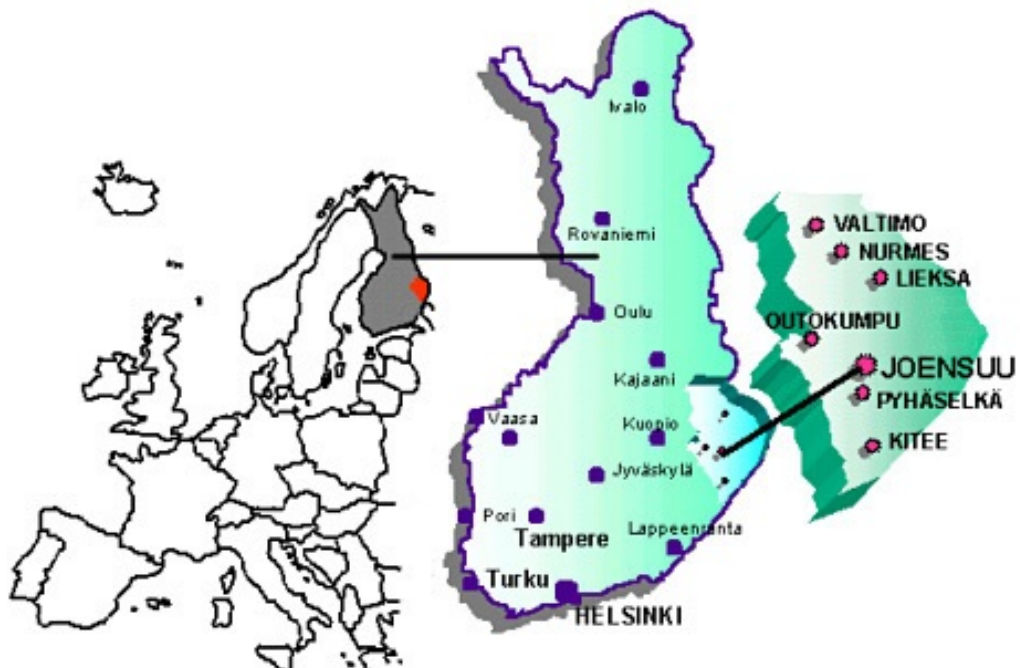 Ivalo
Rovaniemi
Oulu
Kajaani
Vaasa
Kuopio
Jyväskylä
Pori
Tampere
Lappeenranta
Turku
HELSINKI
VALTIMO
NURMES
LIEKSA
OUTOKUMPU
JOENSUU
PYHÄSELKÄ
KITEE